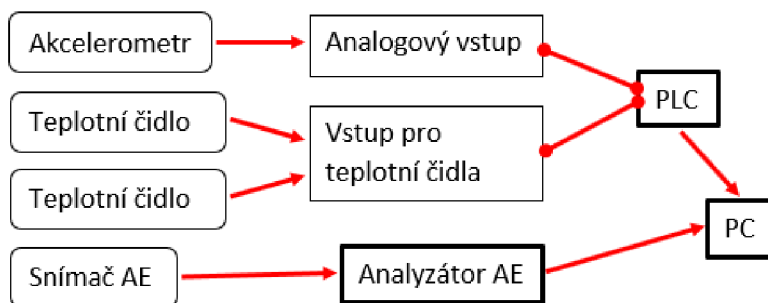 Akcelerometr
Analogový vstup
PLC
Teplotní čidlo
Vstup pro
teplotní čidla
Teplotní čidlo
PC
Snímač AE
Analyzátor AE